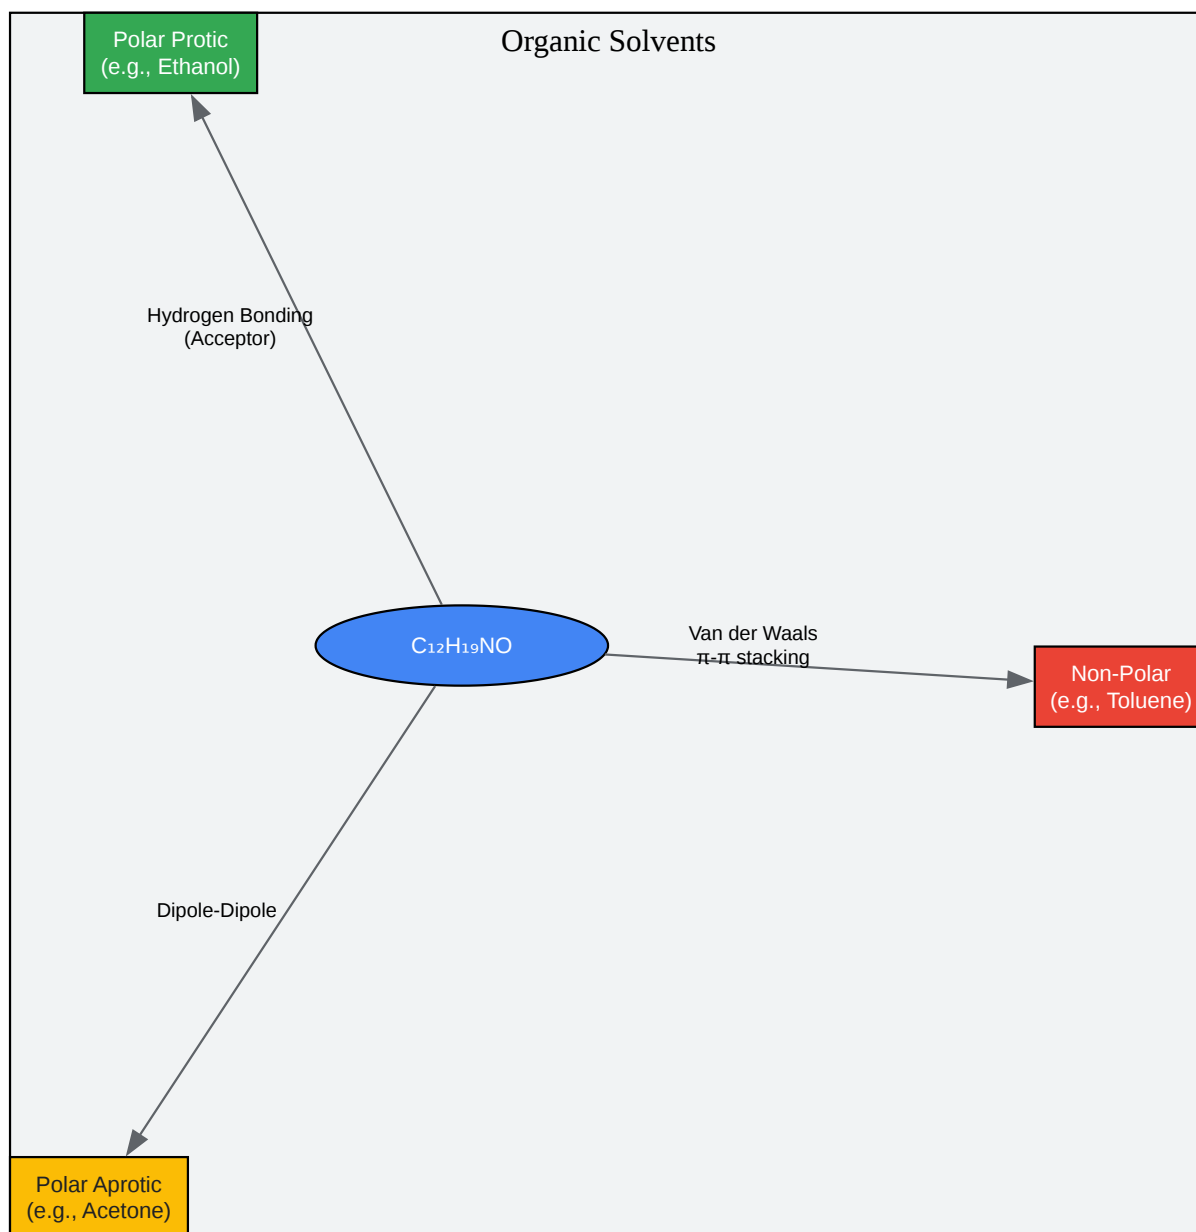 Organic Solvents
Polar Protic
(e.g., Ethanol)
Hydrogen Bonding
(Acceptor)
C₁₂H₁₉NO
Van der Waals
π-π stacking
Non-Polar
(e.g., Toluene)
Dipole-Dipole
Polar Aprotic
(e.g., Acetone)